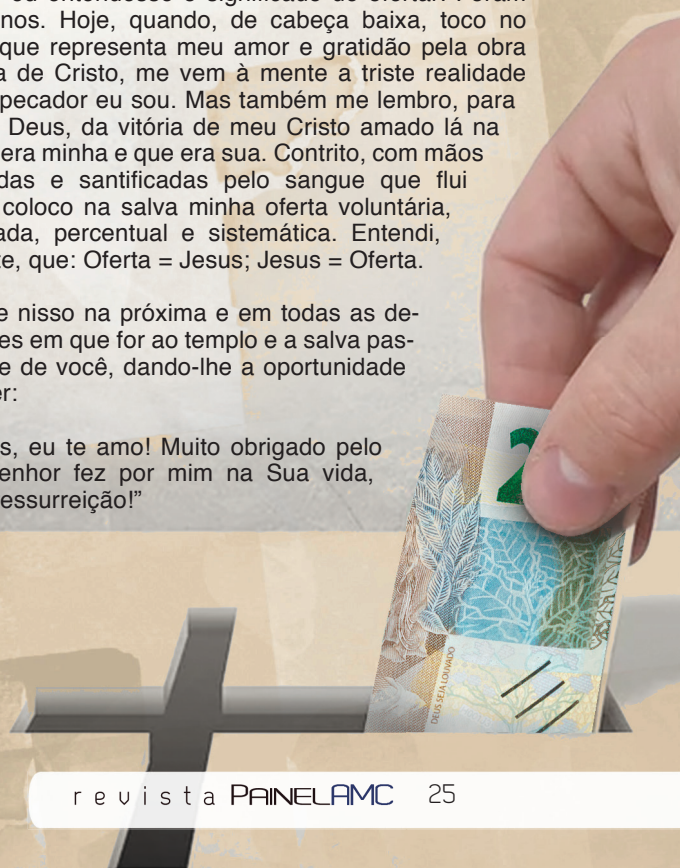 nos. Hoje, quando, de cabeça baixa, toco no
que representa meu amor e gratidão pela obra
de Cristo, me vem à mente a triste realidade
pecador eu sou. Mas também me lembro, para
Deus, da vitória de meu Cristo amado lá na
era minha e que era sua. Contrito, com mãos
das e santificadas pelo sangue que flui
coloco na salva minha oferta voluntária,
ada, percentual e sistemática. Entendi,
te, que: Oferta = Jesus; Jesus = Oferta.
e nisso na próxima e em todas as de-
es em que for ao templo e a salva pas-
e de você, dando-lhe a oportunidade
er:
s, eu te amo! Muito obrigado pelo
enhor fez por mim na Sua vida,
essurreição!”
2
DEUS SEJA LOUVADO
revista PAINELAMC 25